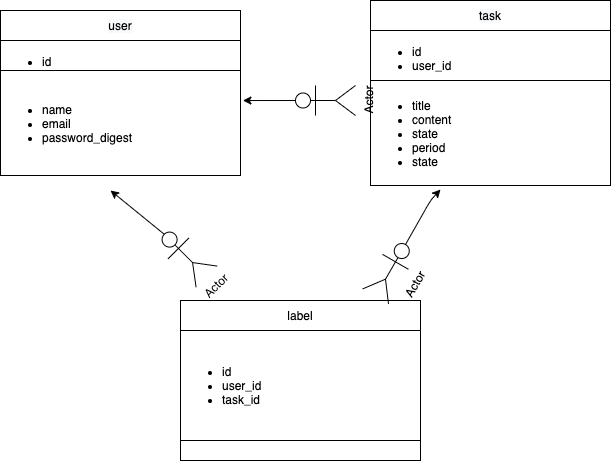 user
id
name
email
password_digest
task
id
user_id
title
content
state
period
state
Actor
Actor
Actor
label
id
user_id
task_id